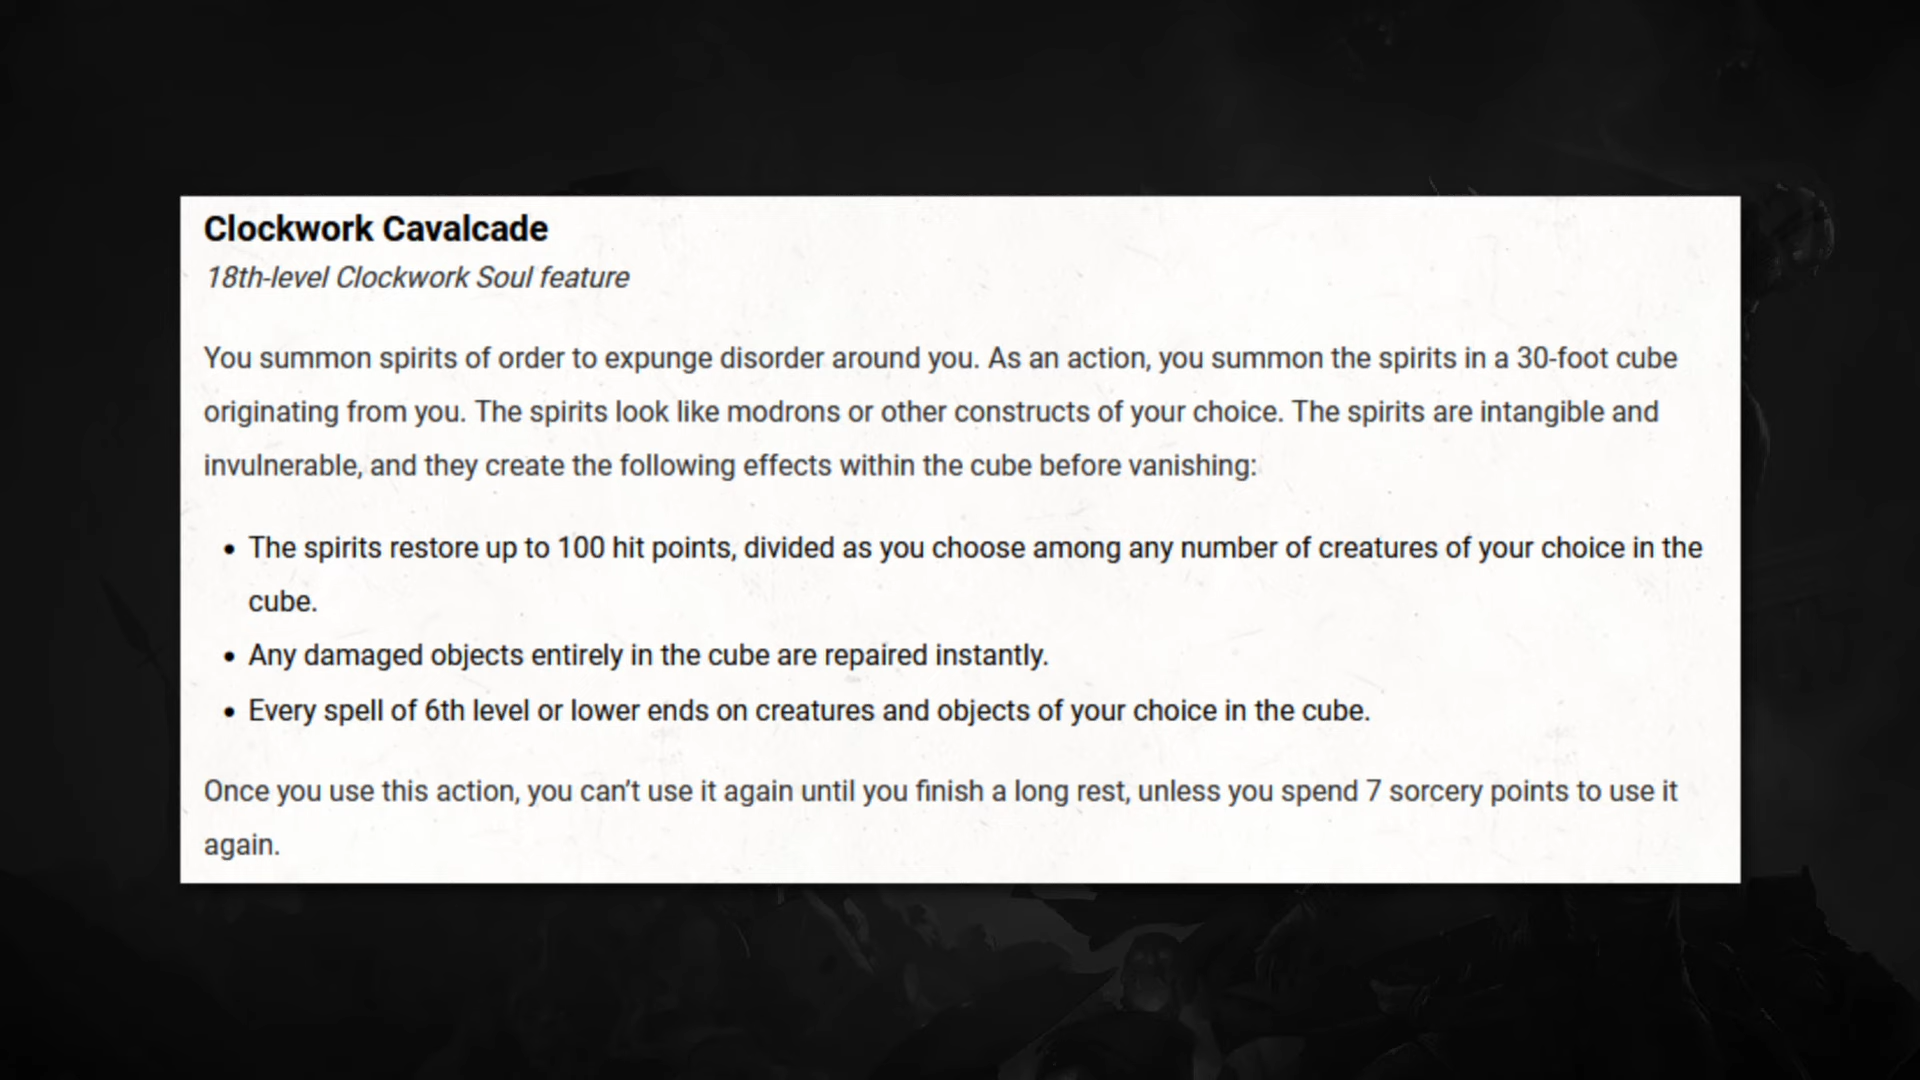 Clockwork Cavalcade
18th-level Clockwork Soul feature
You summon spirits of order to expunge disorder around you. As an action, you summon the spirits in a 30-foot cube
originating from you. The spirits look like modrons or other constructs of your choice. The spirits are intangible and
invulnerable, and they create the following effects within the cube before vanishing:
• The spirits restore up to 100 hit points, divided as you choose among any number of creatures of your choice in the
cube.
• Any damaged objects entirely in the cube are repaired instantly.
• Every spell of 6th level or lower ends on creatures and objects of your choice in the cube.
Once you use this action, you can’t use it again until you finish a long rest, unless you spend 7 sorcery points to use it
again.